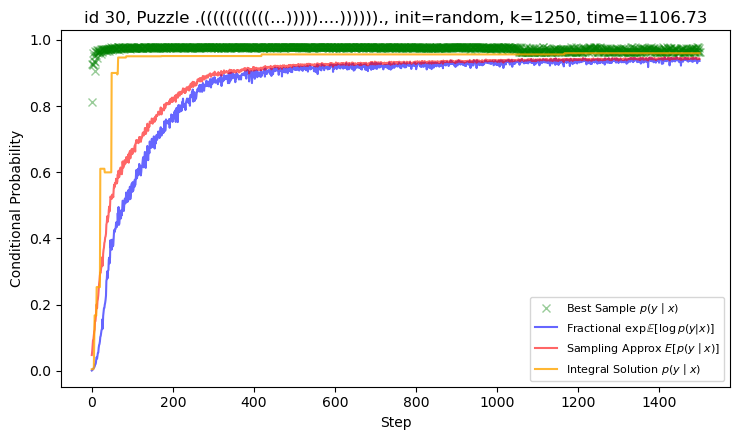 id 30, Puzzle .(((((((((((...)))))....))))))., init=random, k=1250, time=1106.73
1.0
0.8
0.6
0.4
0.2
0.0
Conditional Probability
Best Sample p(y | x)
Fractional exp𝔼[log p(y|x)]
Sampling Approx E[p(y | x)]
Integral Solution p(y | x)
0 200 400 600 800 1000 1200 1400
Step